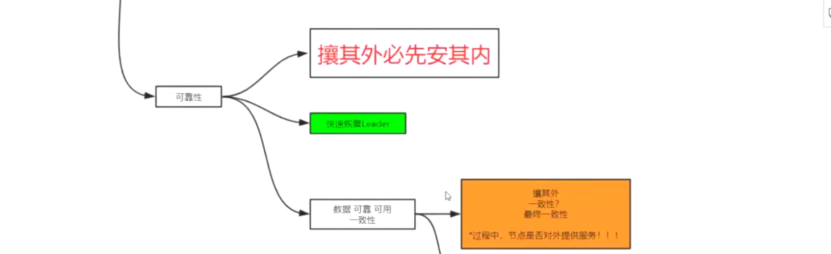 攘其外必先安其内
可靠性
快速恢复Leader
数据 可靠 可用
一致性
攘其外
一致性？
最终一致性
*过程中，节点是否对外提供服务！！！